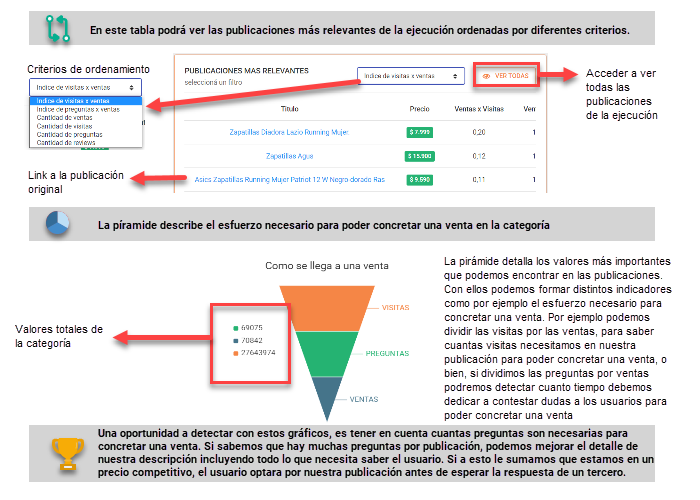 En este tabla podrá ver las publicaciones más relevantes de la ejecución ordenadas por diferentes criterios.
Criterios de ordenamiento
Indice de visitas x ventas
Indice de visitas x ventas
Indice de preguntas x ventas
Cantidad de ventas
Cantidad de visitas
Cantidad de preguntas
Cantidad de reviews
Link a la publicación
original
PUBLICACIONES MAS RELEVANTES
seleccioná un filtro
Indice de visitas x ventas
VER TODAS
Título Precio Ventas x Visitas Ven
Zapatillas Diadora Lazio Running Mujer $ 7.999 0,20 1
Zapatillas Agus $ 15.900 0,12 1
Asics Zapatillas Running Mujer Patriot 12 W Negro-dorado Ras $ 9.590 0,11 1
Acceder a ver
todas las
publicaciones
de la ejecución
La píramide describe el esfuerzo necesario para poder concretar una venta en la categoría
Valores totales de
la categoría
Como se llega a una venta
69075
70842
27643974
VISITAS
PREGUNTAS
VENTAS
La pirámide detalla los valores más importantes
que podemos encontrar en las publicaciones.
Con ellos podemos formar distintos indicadores
como por ejemplo el esfuerzo necesario para
concretar una venta. Por ejemplo podemos
dividir las visitas por las ventas, para saber
cuantas visitas necesitamos en nuestra
publicación para poder concretar una venta, o
bien, si dividimos las preguntas por ventas
podremos detectar cuanto tiempo debemos
dedicar a contestar dudas a los usuarios para
poder concretar una venta
Una oportunidad a detectar con estos gráficos, es tener en cuenta cuantas preguntas son necesarias para
concretar una venta. Si sabemos que hay muchas preguntas por publicación, podemos mejorar el detalle de
nuestra descripción incluyendo todo lo que necesita saber el usuario. Si a esto le sumamos que estamos en un
precio competitivo, el usuario optara por nuestra publicación antes de esperar la respuesta de un tercero.